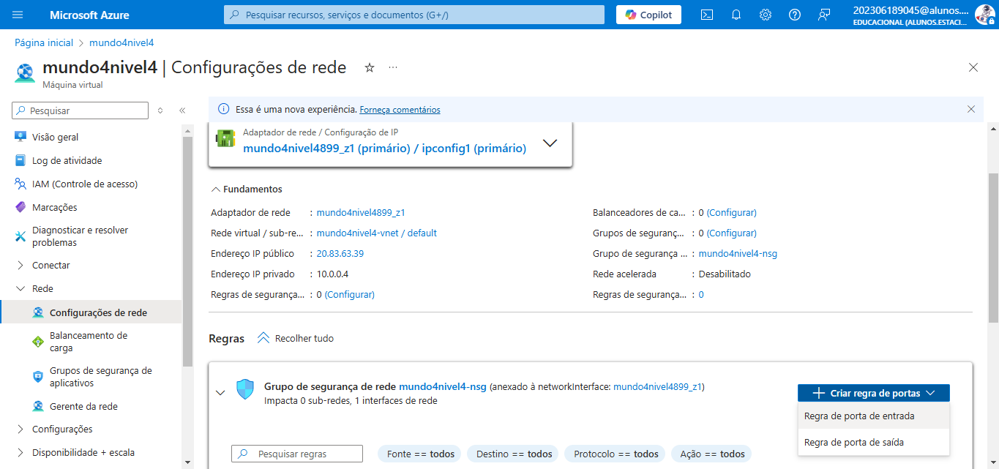 Microsoft Azure
Pesquisar recursos, serviços e documentos (G+/)
Copilot
202306189045@alunos....
EDUCACIONAL (ALUNOS.ESTACI...
Página inicial > mundo4nivel4
mundo4nivel4 | Configurações de rede
Máquina virtual
Pesquisar
Visão geral
Log de atividade
IAM (Controle de acesso)
Marcações
Diagnosticar e resolver
problemas
Conectar
Rede
Configurações de rede
Balanceamento de
carga
Grupos de segurança de
aplicativos
Gerente da rede
Configurações
Disponibilidade + escala
Essa é uma nova experiência. Forneça comentários
Adaptador de rede / Configuração de IP
mundo4nivel4899_z1 (primário) / ipconfig1 (primário)
Fundamentos
Adaptador de rede : mundo4nivel4899_z1
Rede virtual / sub-re... : mundo4nivel4-vnet / default
Endereço IP público : 20.83.63.39
Endereço IP privado : 10.0.0.4
Regras de segurança... : 0 (Configurar)
Balanceadores de ca... : 0 (Configurar)
Grupos de seguranç... : 0 (Configurar)
Grupo de segurança ... : mundo4nivel4-nsg
Rede acelerada : Desabilitado
Regras de segurança... : 0
Regras Recolher tudo
Grupo de segurança de rede mundo4nivel4-nsg (anexado à networkInterface: mundo4nivel4899_z1)
Impacta 0 sub-redes, 1 interfaces de rede
Criar regra de portas
Regra de porta de entrada
Regra de porta de saída
Pesquisar regras
Fonte == todos
Destino == todos
Protocolo == todos
Ação == todos